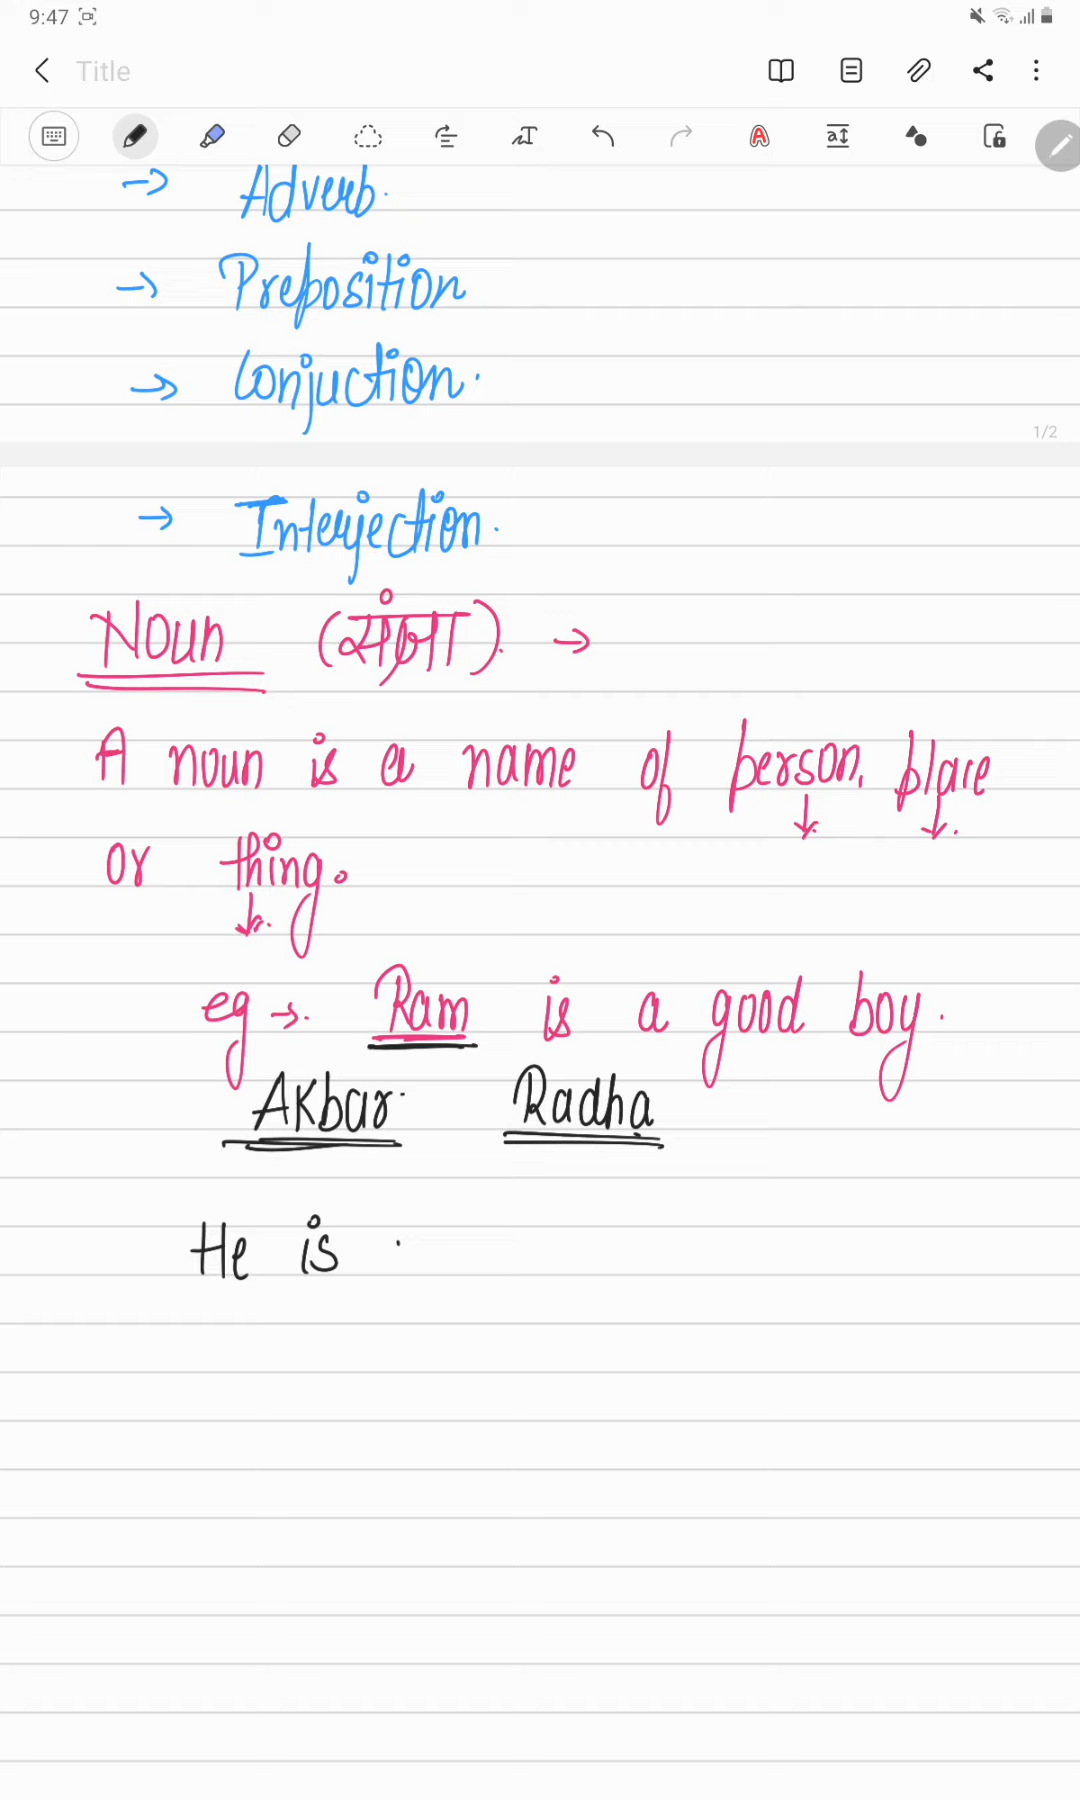 9:47
Title
→ Adverb.
→ Preposition
→ Conjuction.
1/2
→ Interjection.
Noun (संज्ञा). →
A noun is a name of person, place
or thing.
eg →. Ram is a good boy.
Akbar. Radha
He is .